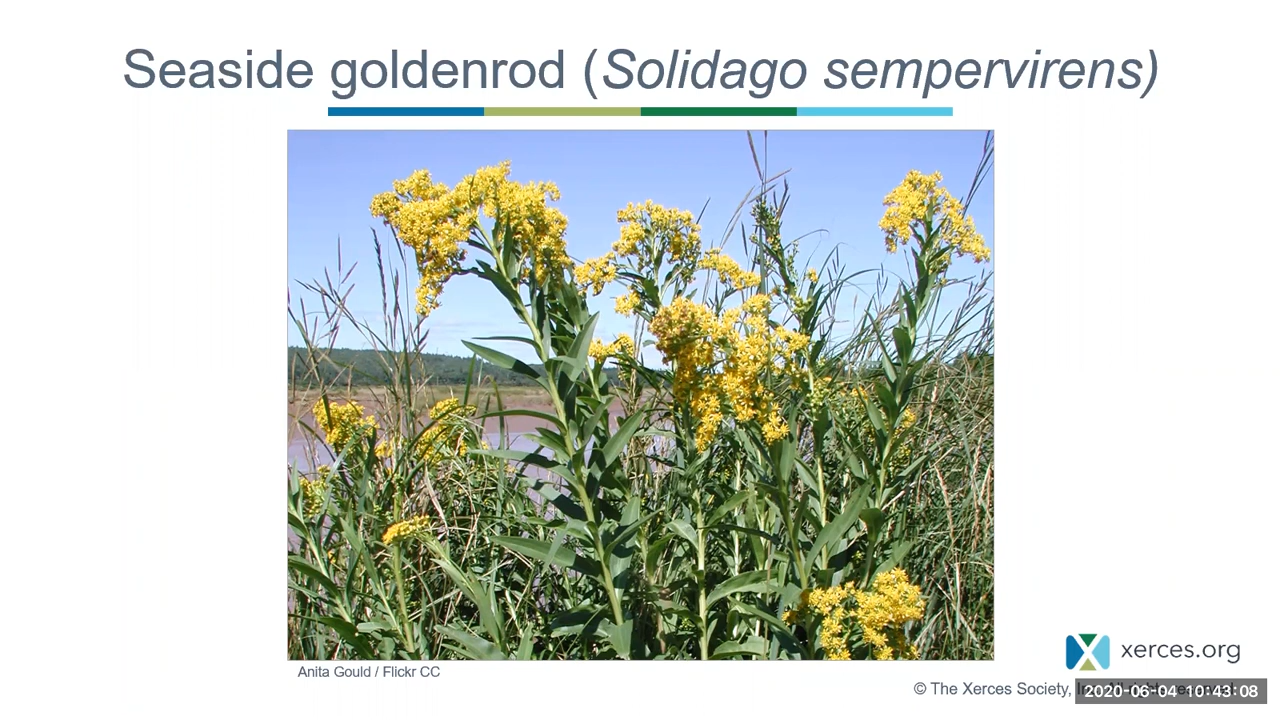 Seaside goldenrod (Solidago sempervirens)
Anita Gould / Flickr CC
xerces.org
© The Xerces Society,
2020-06-04 10:43:08